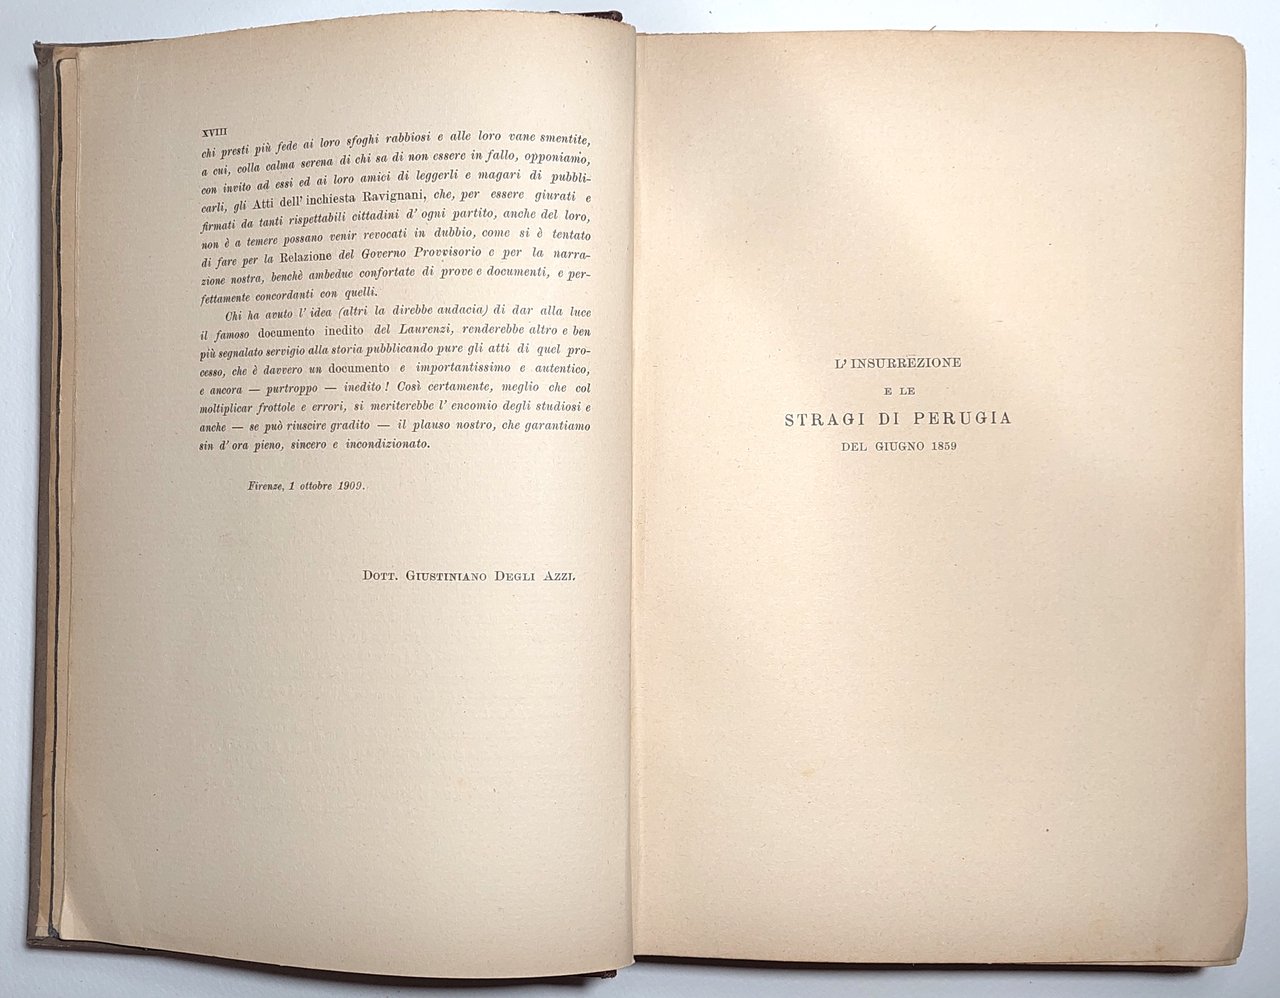 XVIII
chi presti più fede ai loro sfoghi rabbiosi e alle loro vane smentite,
a cui, colla calma serena di chi sa di non essere in fallo, opponiamo,
con invito ad essi ed ai loro amici di leggerli e magari di pubbli-
carli, gli Atti dell' inchiesta Ravignani, che, per essere giurati e
firmati da tanti rispettabili cittadini d' ogni partito, anche del loro,
non è a temere possano venir revocati in dubbio, come si è tentato
di fare per la Relazione del Governo Provvisorio e per la narra-
zione nostra, benchè ambedue confortate di prove e documenti, e per-
fettamente concordanti con quelli.
Chi ha avuto l' idea (altri la direbbe audacia) di dar alla luce
il famoso documento inedito del Laurenzi, renderebbe altro e ben
più segnalato servigio alla storia pubblicando pure gli atti di quel pro-
cesso, che è davvero un documento e importantissimo e autentico,
e ancora — purtroppo — inedito! Così certamente, meglio che col
moltiplicar frottole e errori, si meriterebbe l' encomio degli studiosi e
anche — se può riuscire gradito — il plauso nostro, che garantiamo
sin d' ora pieno, sincero e incondizionato.
Firenze, 1 ottobre 1909.
Dott. Giustiniano Degli Azzi.
L' INSURREZIONE
E LE
STRAGI DI PERUGIA
DEL GIUGNO 1859